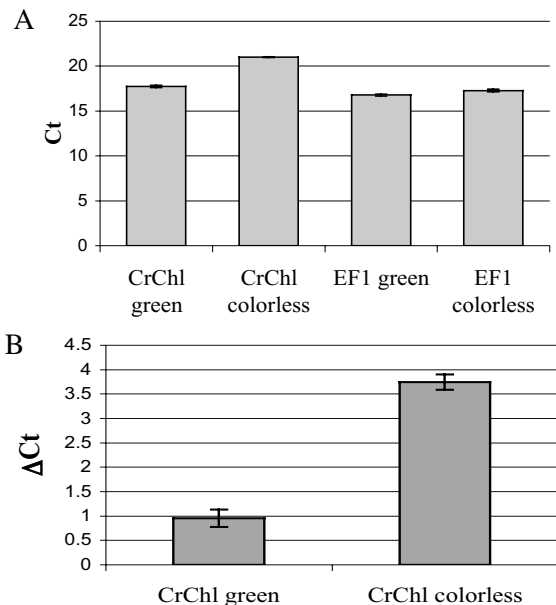 A
25
20
15
10
5
0
Ct
CrChl
green
CrChl
colorless
EF1 green
EF1
colorless
B
4.5
4
3.5
3
2.5
2
1.5
1
0.5
0
ΔCt
CrChl green
CrChl colorless